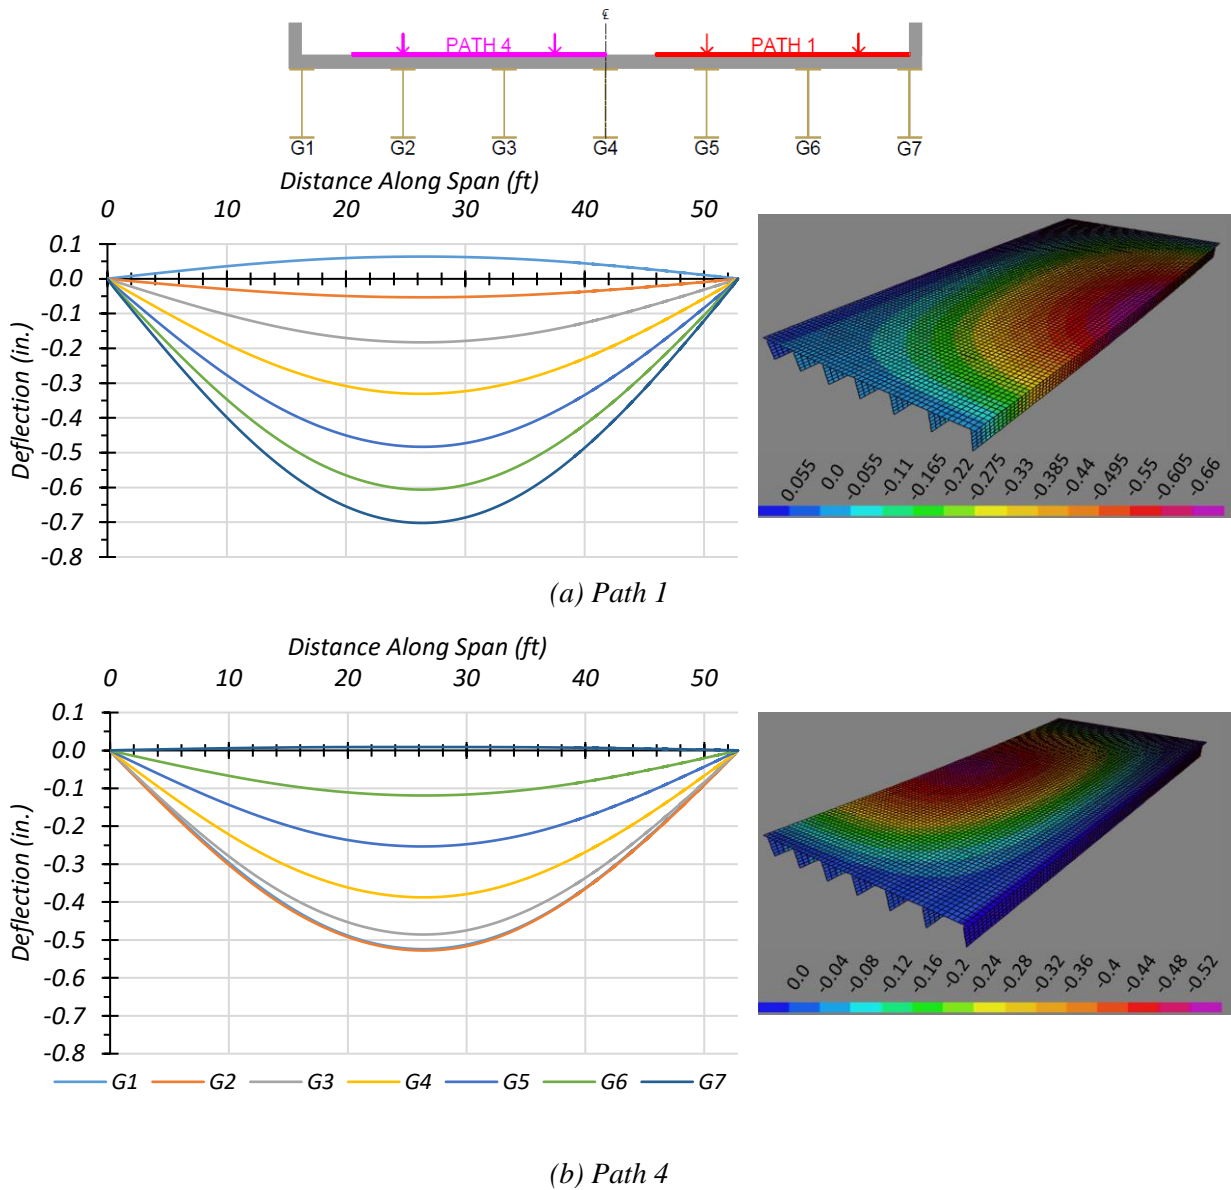 ℄
PATH 4 PATH 1
G1 G2 G3 G4 G5 G6 G7
Distance Along Span (ft)
0 10 20 30 40 50
0.1
0.0
-0.1
-0.2
-0.3
-0.4
-0.5
-0.6
-0.7
-0.8
Deflection (in.)
0.055 0.0 -0.055 -0.11 -0.165 -0.22 -0.275 -0.33 -0.385 -0.44 -0.495 -0.55 -0.605 -0.66
(a) Path 1
Distance Along Span (ft)
0 10 20 30 40 50
0.1
0.0
-0.1
-0.2
-0.3
-0.4
-0.5
-0.6
-0.7
-0.8
Deflection (in.)
0.0 -0.04 -0.08 -0.12 -0.16 -0.2 -0.24 -0.28 -0.32 -0.36 -0.4 -0.44 -0.48 -0.52
G1 G2 G3 G4 G5 G6 G7
(b) Path 4